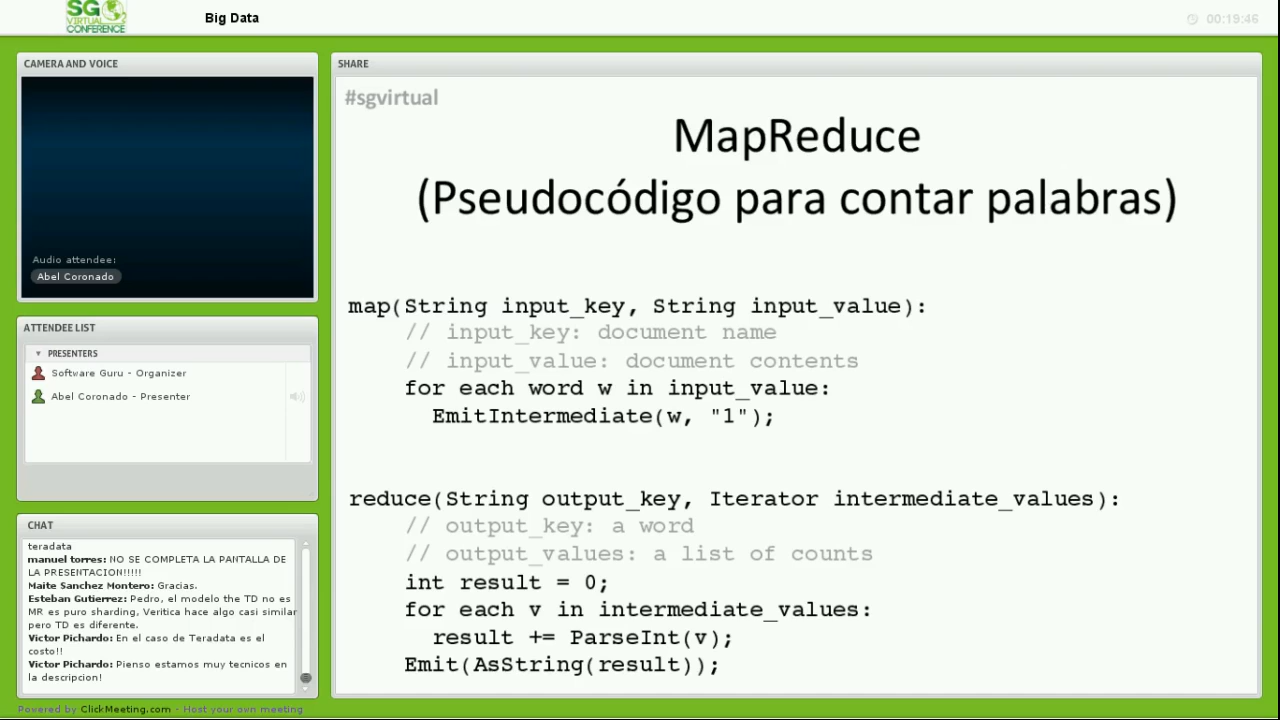 SG
VIRTUAL
CONFERENCE
Big Data
00:19:46
CAMERA AND VOICE
Audio attendee:
Abel Coronado
ATTENDEE LIST
PRESENTERS
Software Guru - Organizer
Abel Coronado - Presenter
CHAT
teradata
manuel torres: NO SE COMPLETA LA PANTALLA DE
LA PRESENTACION!!!!!
Maite Sanchez Montero: Gracias.
Esteban Gutierrez: Pedro, el modelo the TD no es
MR es puro sharding, Veritica hace algo casi similar
pero TD es diferente.
Victor Pichardo: En el caso de Teradata es el
costo!!
Victor Pichardo: Pienso estamos muy tecnicos en
la descripcion!
SHARE
#sgvirtual
MapReduce
(Pseudocódigo para contar palabras)
map(String input_key, String input_value):
// input_key: document name
// input_value: document contents
for each word w in input_value:
EmitIntermediate(w, "1");
reduce(String output_key, Iterator intermediate_values):
// output_key: a word
// output_values: a list of counts
int result = 0;
for each v in intermediate_values:
result += ParseInt(v);
Emit(AsString(result));
Powered by ClickMeeting.com - Host your own meeting